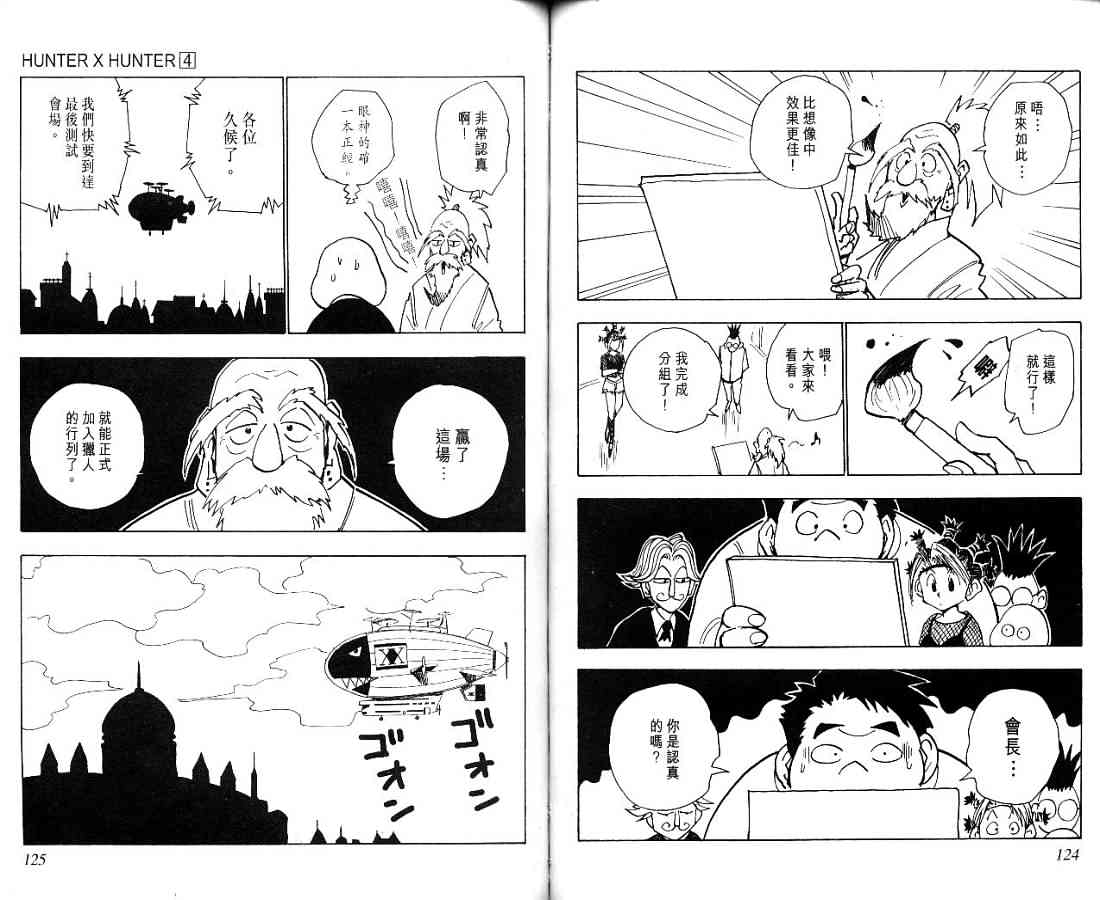 HUNTER X HUNTER 4
唔…
原來如此…
比想像中
效果更佳！
這樣
就行了！
喂！
大家來
看看。
我完成
分組了！
會長…
你是認真
的嗎？
124
非常認真
啊！
眼神的確
一本正經。
嘻嘻！嘻嘻
各位
久候了。
我們快要到達
最後測試
會場。
贏了
這場…
就能正式
加入獵人
的行列了。
ゴオン
ゴオン
125